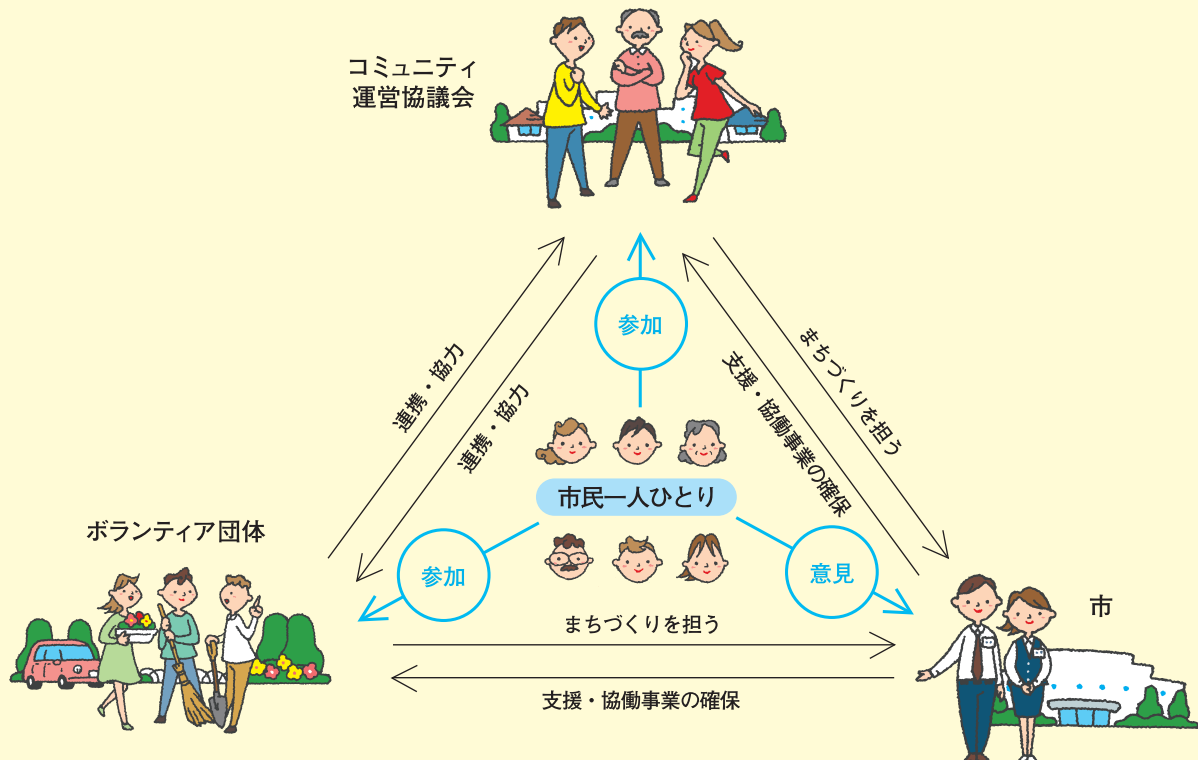 コミュニティ
運営協議会
参加
連携・協力
連携・協力
まちづくりを担う
支援・協働事業の確保
市民一人ひとり
ボランティア団体
参加
意見
市
まちづくりを担う
支援・協働事業の確保